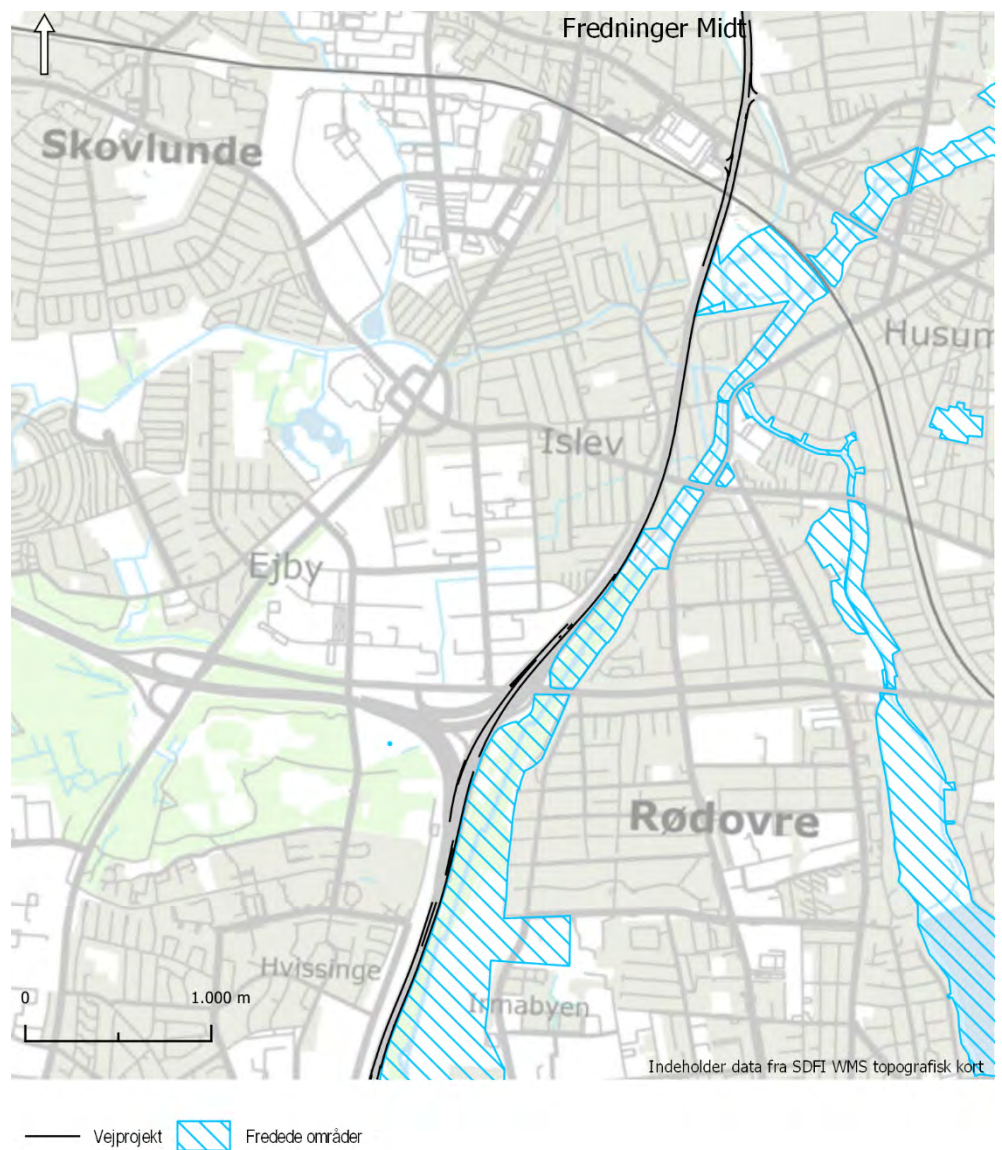 Fredninger Midt
Skovlunde
Husum
Islev
Ejby
Rødovre
Hvissinge
Irmabyen
0 1.000 m
Indeholder data fra SDFI WMS topografisk kort
Vejprojekt Fredede områder